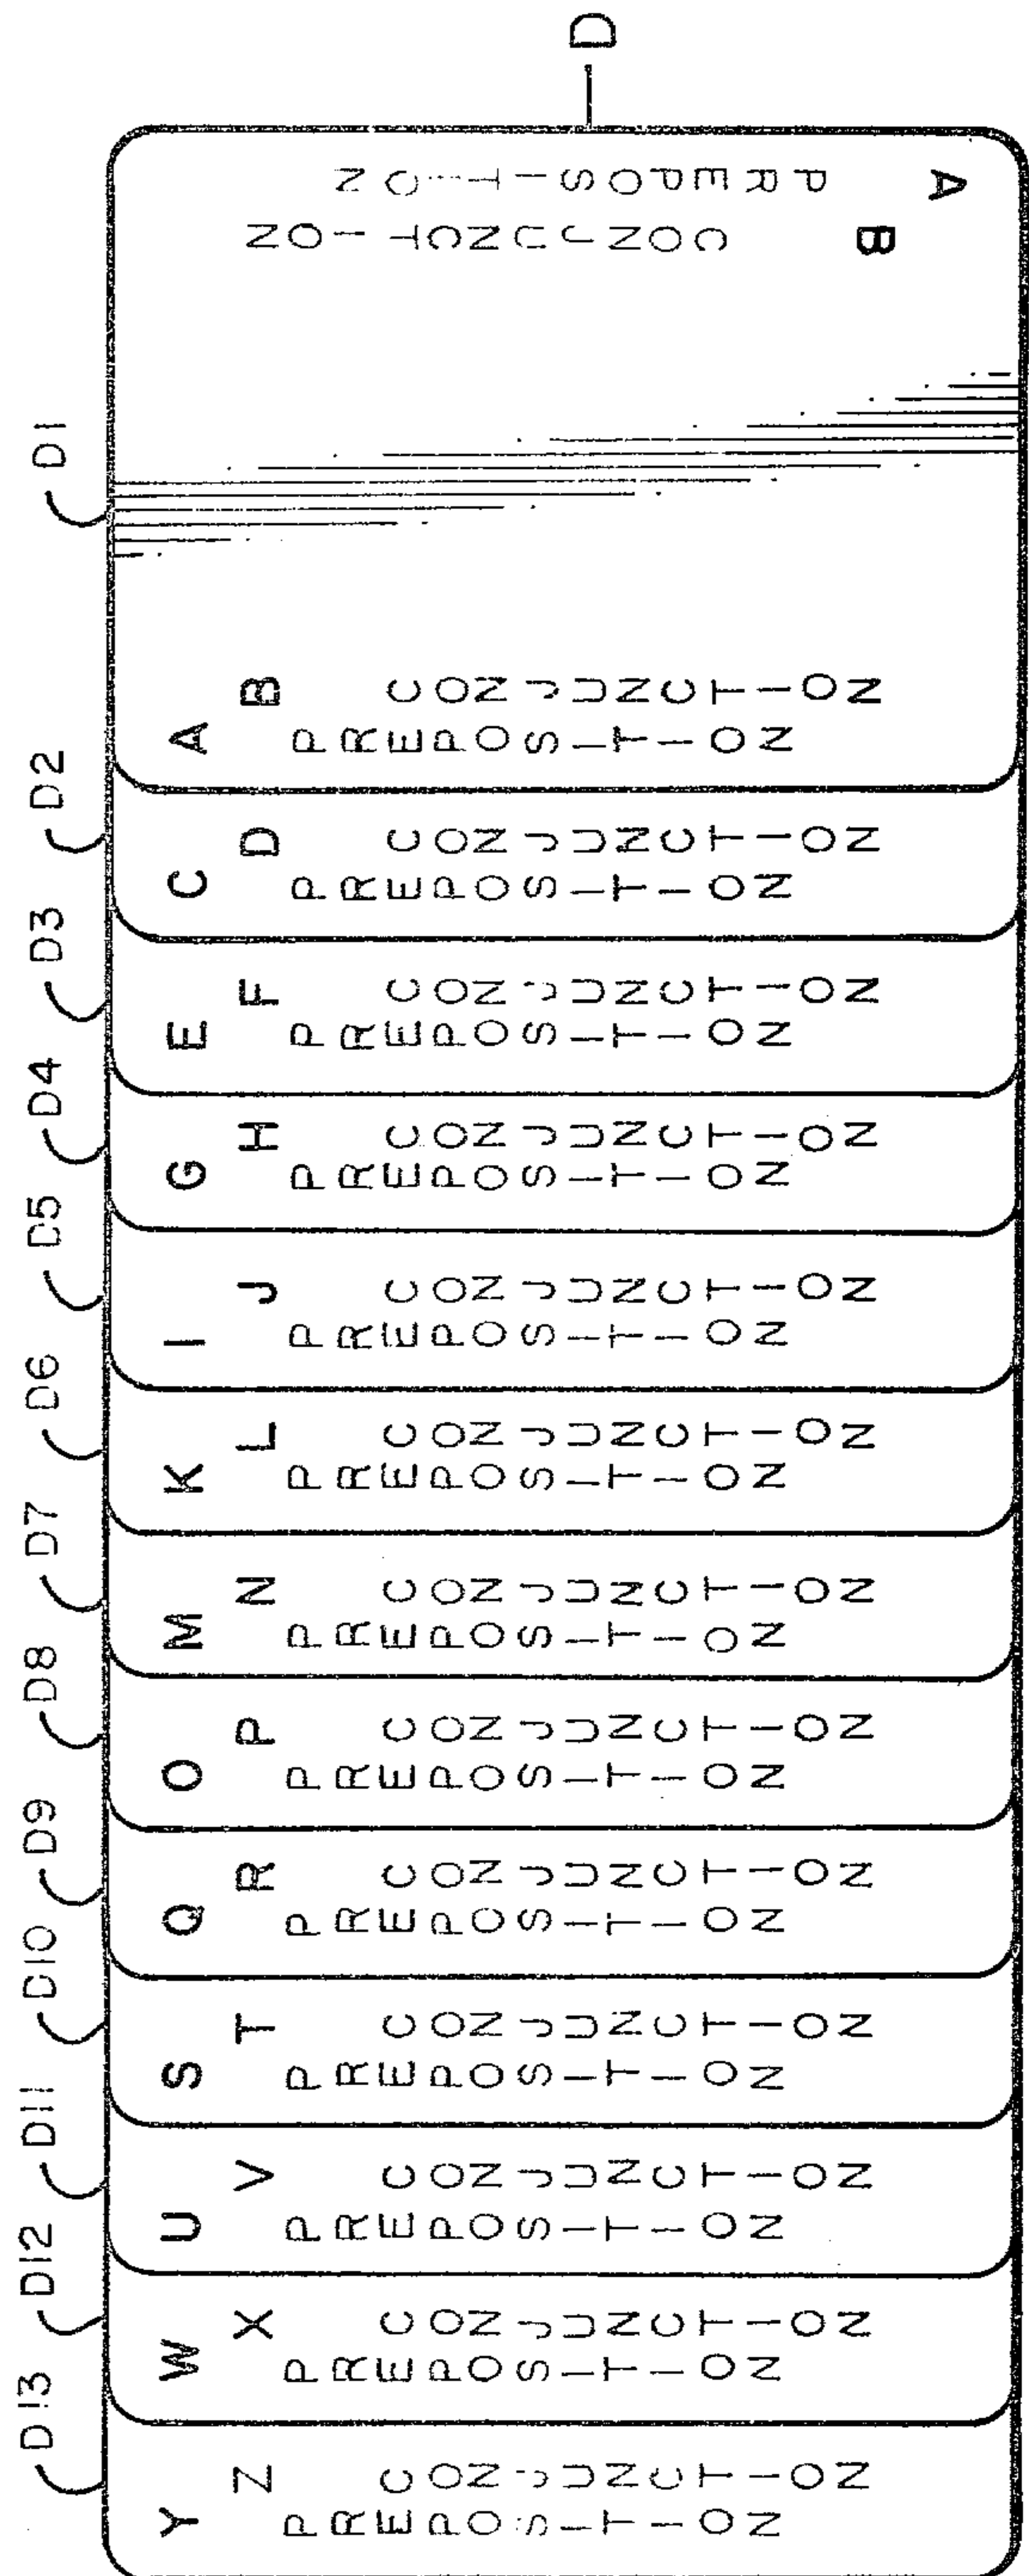 D13 D12 D11 D10 D9 D8 D7 D6 D5 D4 D3 D2 D1
Y PREPOSITION
Z CONJUNCTION
W PREPOSITION
X CONJUNCTION
U PREPOSITION
V CONJUNCTION
S PREPOSITION
T CONJUNCTION
Q PREPOSITION
R CONJUNCTION
O PREPOSITION
P CONJUNCTION
M PREPOSITION
N CONJUNCTION
K PREPOSITION
L CONJUNCTION
I PREPOSITION
J CONJUNCTION
G PREPOSITION
H CONJUNCTION
E PREPOSITION
F CONJUNCTION
C PREPOSITION
D CONJUNCTION
A PREPOSITION
B CONJUNCTION
B CONJUNCTION
A PREPOSITION
D